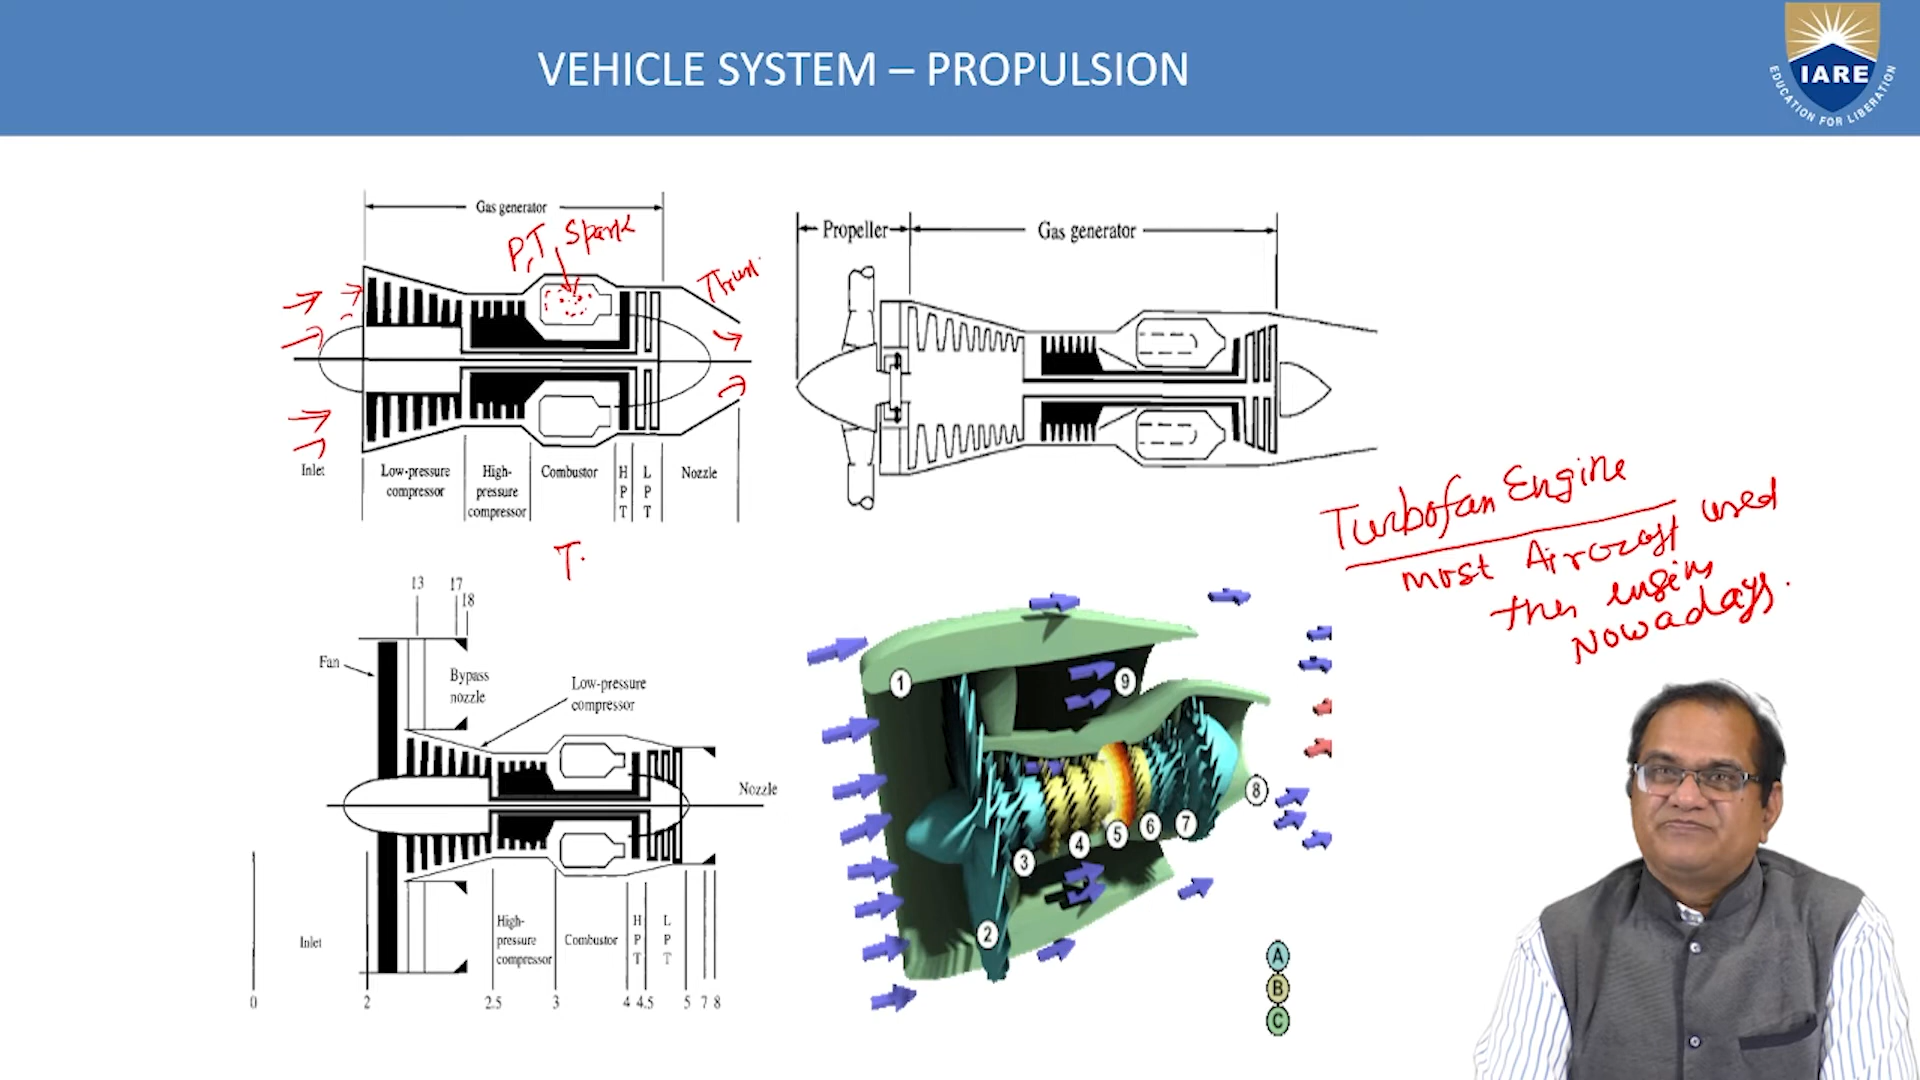 VEHICLE SYSTEM – PROPULSION
IARE
EDUCATION FOR LIBERATION
Gas generator
P,T Spark
Thrust
Inlet
Low-pressure
compressor
High-
pressure
compressor
Combustor
H
P
T
L
P
T
Nozzle
T.
Propeller
Gas generator
Turbofan Engine
most Aircraft used
Nowadays.
13
17
18
Fan
Bypass
nozzle
Low-pressure
compressor
Nozzle
Inlet
High-
pressure
compressor
Combustor
H
P
T
L
P
T
0
2
2.5
3
4
4.5
5
7
8
1
2
3
4
5
6
7
8
9
A
B
C